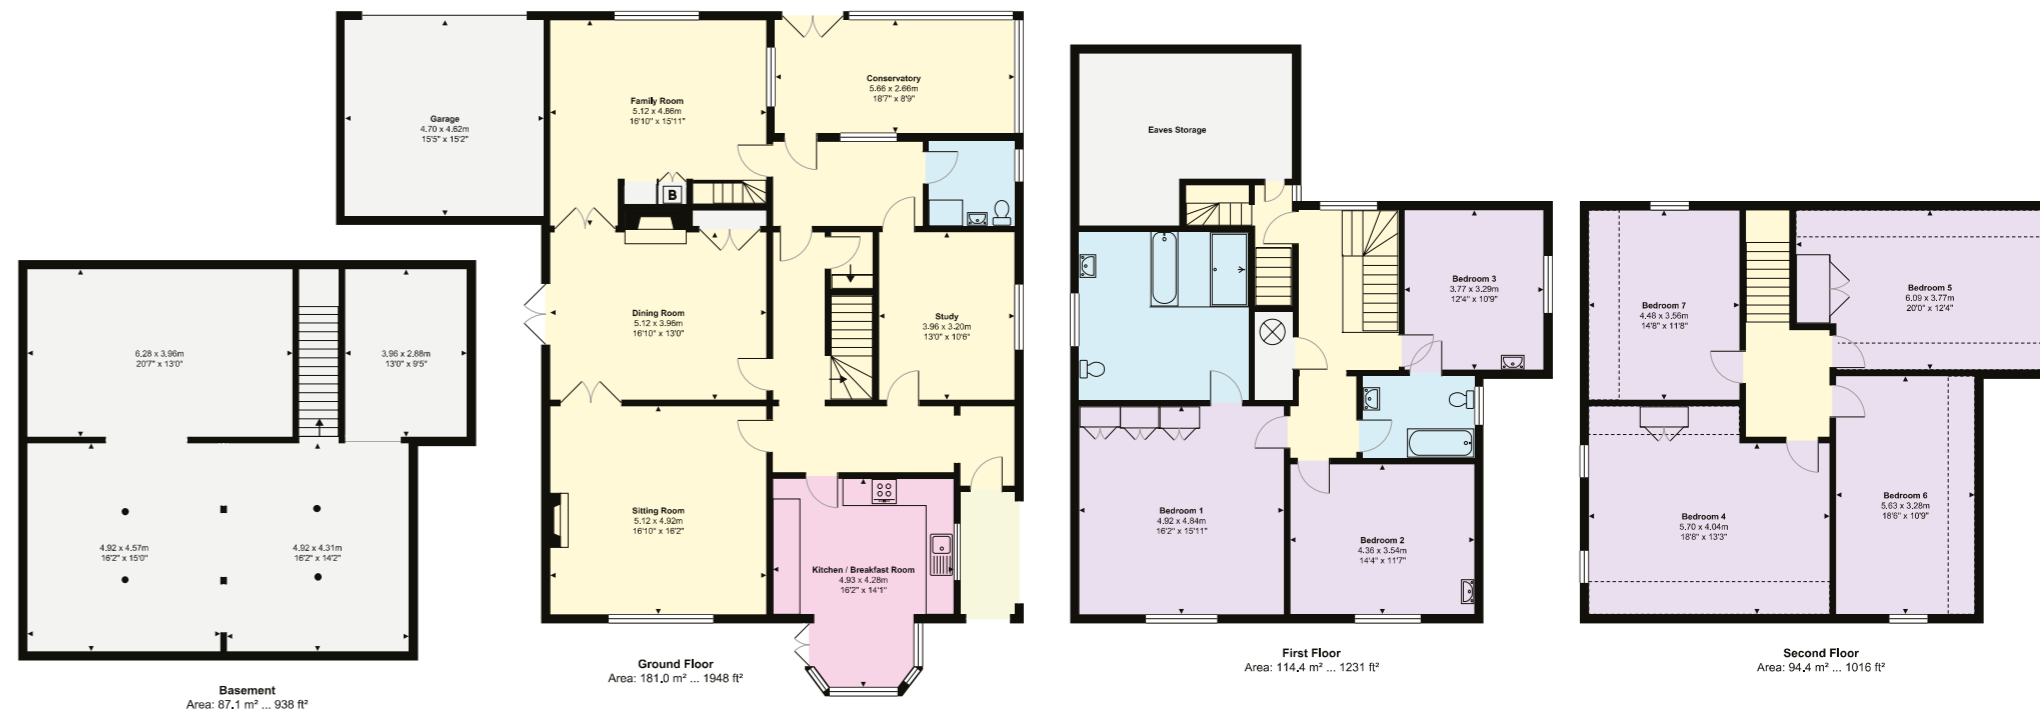 6.28 x 3.96m
20'7" x 13'0"
3.96 x 2.88m
13'0" x 9'5"
4.92 x 4.57m
16'2" x 15'0"
4.92 x 4.31m
16'2" x 14'2"
Basement
Area: 87.1 m² ... 938 ft²
Garage
4.70 x 4.62m
15'5" x 15'2"
Family Room
5.12 x 4.86m
16'10" x 15'11"
Conservatory
5.66 x 2.66m
18'7" x 8'9"
B
Dining Room
5.12 x 3.96m
16'10" x 13'0"
Study
3.96 x 3.20m
13'0" x 10'6"
Sitting Room
5.12 x 4.92m
16'10" x 16'2"
Kitchen / Breakfast Room
4.93 x 4.28m
16'2" x 14'1"
Ground Floor
Area: 181.0 m² ... 1948 ft²
Eaves Storage
Bedroom 3
3.77 x 3.29m
12'4" x 10'9"
Bedroom 1
4.92 x 4.84m
16'2" x 15'11"
Bedroom 2
4.36 x 3.54m
14'4" x 11'7"
First Floor
Area: 114.4 m² ... 1231 ft²
Bedroom 7
4.48 x 3.56m
14'8" x 11'8"
Bedroom 5
6.09 x 3.77m
20'0" x 12'4"
Bedroom 4
5.70 x 4.04m
18'8" x 13'3"
Bedroom 6
5.63 x 3.28m
18'6" x 10'9"
Second Floor
Area: 94.4 m² ... 1016 ft²